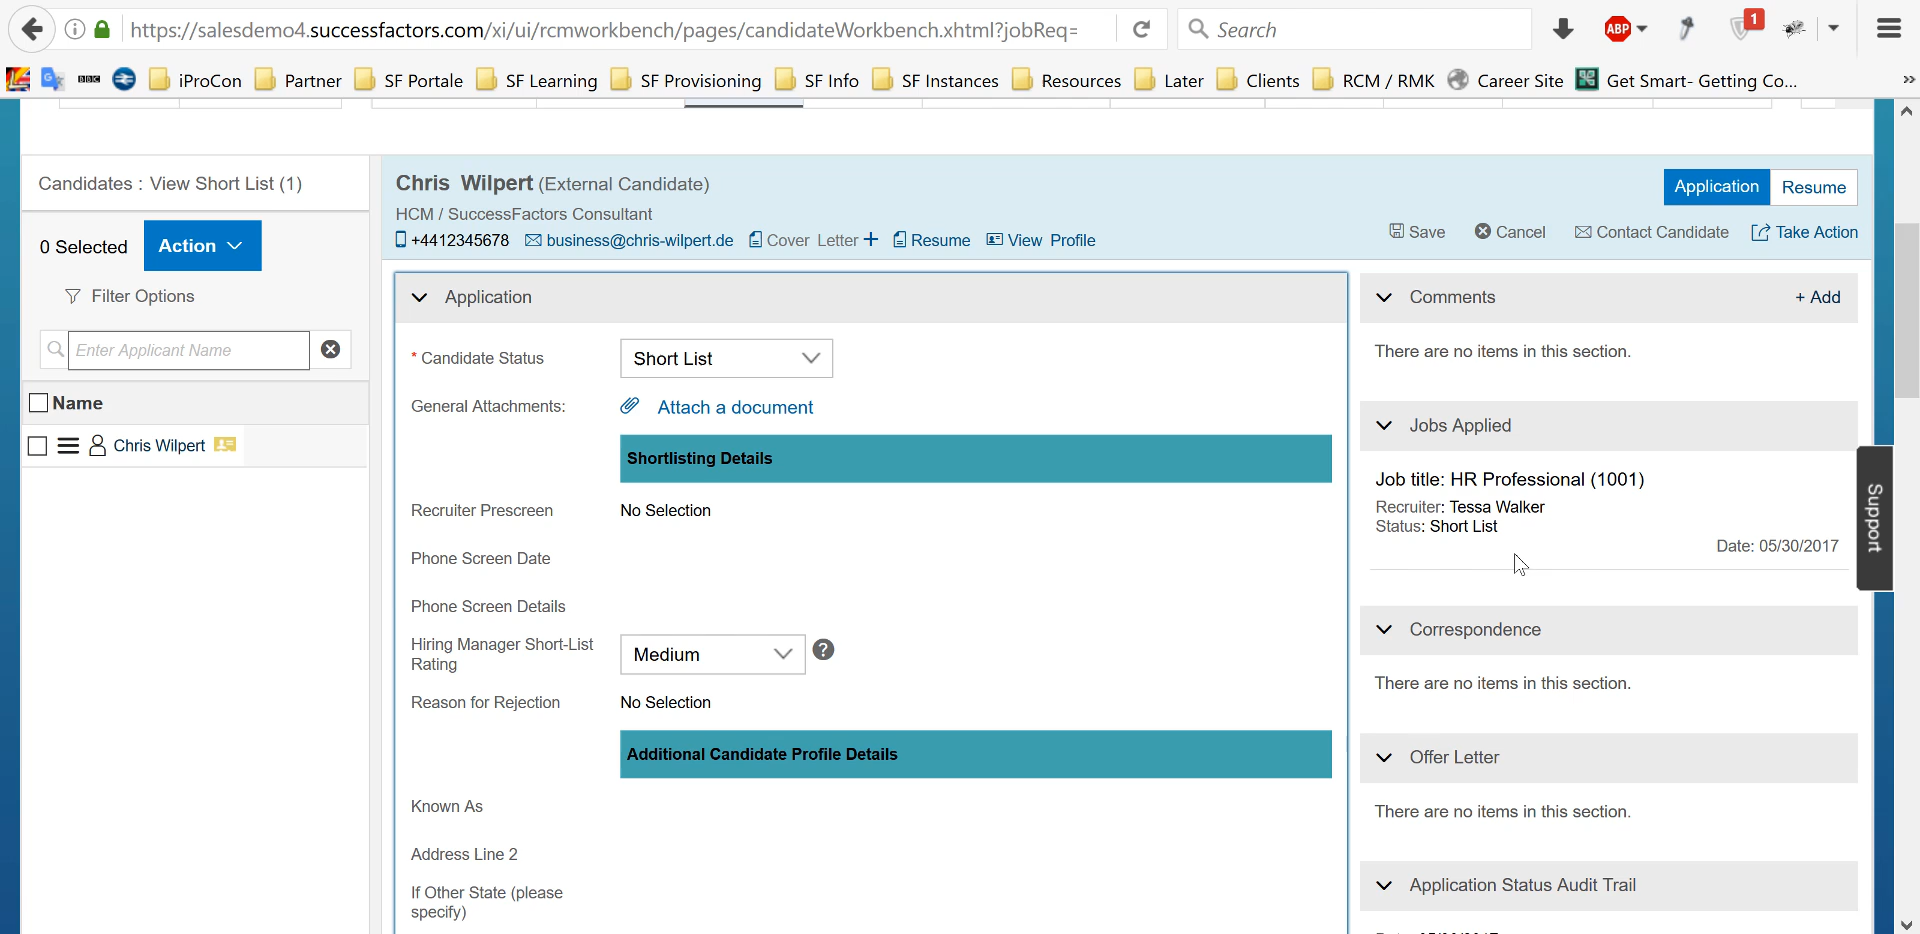 https://salesdemo4.successfactors.com/xi/ui/rcmworkbench/pages/candidateWorkbench.xhtml?jobReq=
Search
ABP
1
BBC
iProCon
Partner
SF Portale
SF Learning
SF Provisioning
SF Info
SF Instances
Resources
Later
Clients
RCM / RMK
Career Site
Get Smart- Getting Co...
Candidates : View Short List (1)
0 Selected
Action
Filter Options
Enter Applicant Name
Name
Chris Wilpert
Chris Wilpert (External Candidate)
HCM / SuccessFactors Consultant
+4412345678 business@chris-wilpert.de Cover Letter + Resume View Profile
Application Resume
Save Cancel Contact Candidate Take Action
Application
* Candidate Status Short List
General Attachments: Attach a document
Shortlisting Details
Recruiter Prescreen No Selection
Phone Screen Date
Phone Screen Details
Hiring Manager Short-List
Rating
Medium ?
Reason for Rejection No Selection
Additional Candidate Profile Details
Known As
Address Line 2
If Other State (please
specify)
Comments + Add
There are no items in this section.
Jobs Applied
Job title: HR Professional (1001)
Recruiter: Tessa Walker
Status: Short List
Date: 05/30/2017
Correspondence
There are no items in this section.
Offer Letter
There are no items in this section.
Application Status Audit Trail
Support